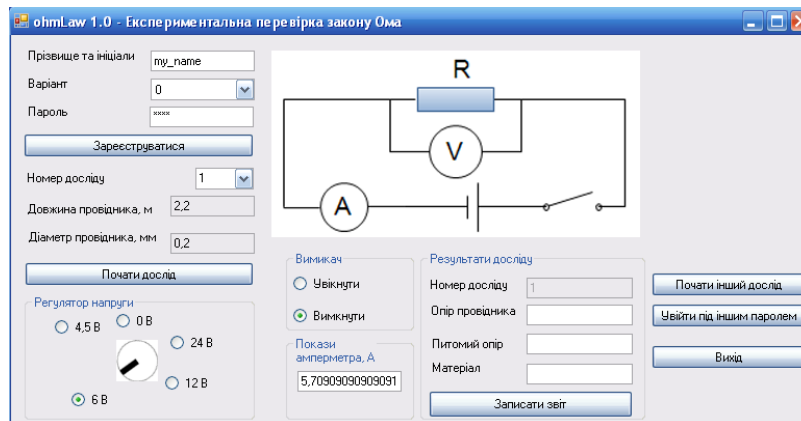 ohmLaw 1.0 - Експериментальна перевірка закону Ома
Прізвище та ініціали my_name
Варіант 0
Пароль ****
Зареєструватися
Номер досліду 1
Довжина провідника, м 2,2
Діаметр провідника, мм 0,2
Почати дослід
Регулятор напруги
4,5 В 0 В
24 В
12 В
6 В
R
V
A
Вимикач
Увікнути
Вимкнути
Покази
амперметра, А
5,70909090909091
Результати досліду
Номер досліду 1
Опір провідника
Питомий опір
Матеріал
Записати звіт
Почати інший дослід
Увійти під іншим паролем
Вихід